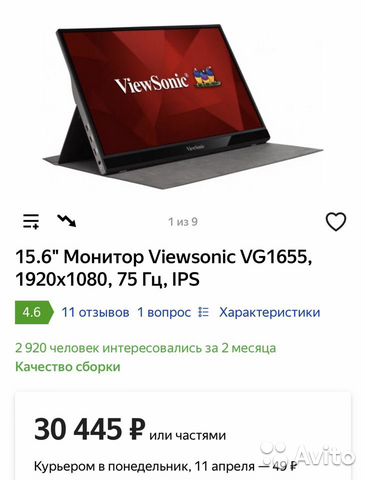 ViewSonic
ViewSonic
1 из 9
15.6" Монитор Viewsonic VG1655,
1920x1080, 75 Гц, IPS
4.6 11 отзывов 1 вопрос Характеристики
2 920 человек интересовались за 2 месяца
Качество сборки
30 445 ₽ или частями
Курьером в понедельник, 11 апреля — 49 ₽
Avito